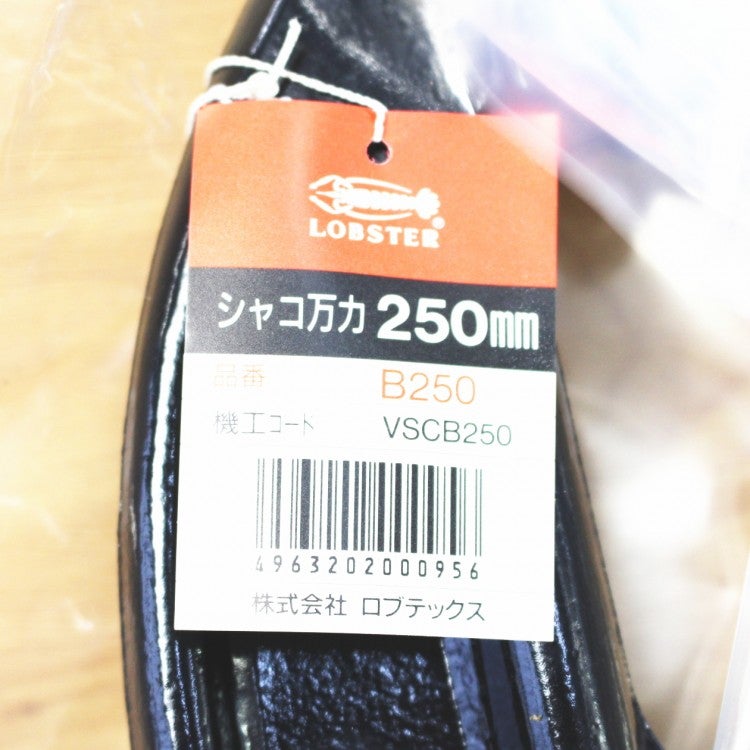 LOBSTER®
シャコ万力 250mm
品番 B250
機工コード VSCB250
4963202000956
株式会社 ロブテックス